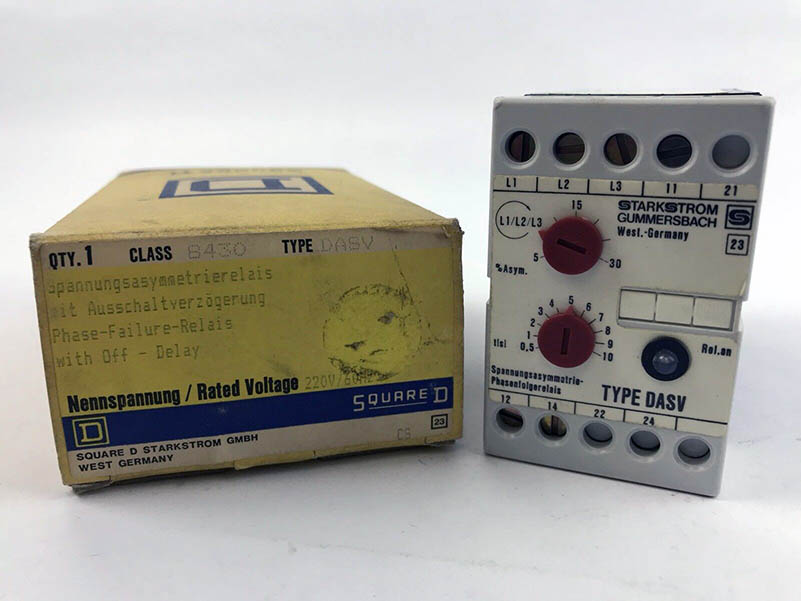 QTY. 1 CLASS 8430 TYPE DASV
Spannungsasymmetrierelais
mit Ausschaltverzögerung
Phase-Failure-Relais
with Off - Delay
Nennspannung / Rated Voltage 220V/60HZ
SQUARE D
D
SQUARE D STARKSTROM GMBH
WEST GERMANY
CS 23
L1 L2 L3 11 21
L1/L2/L3
15
5 30
%Asym.
STARKSTROM
GUMMERSBACH
West.-Germany
23
0,5 1 2 3 4 5 6 7 8 9 10
t(s)
Rel.an
Spannungsasymmetrie-
Phasenfolgerelais
TYPE DASV
12 14 22 24